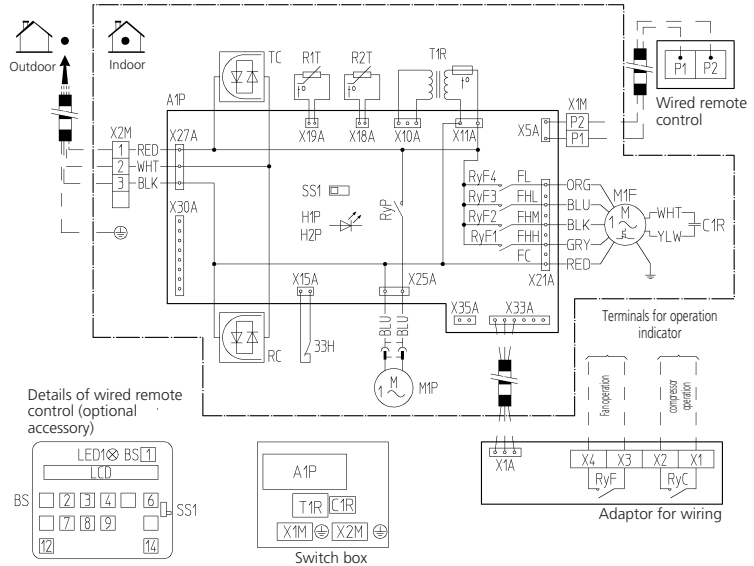 Outdoor
Indoor
TC
R1T
R2T
T1R
t°
t°
t°
P1 P2
Wired remote
control
A1P
X2M
X27A
X19A
X18A
X10A
X11A
X5A
X1M
P2
P1
1 RED
2 WHT
3 BLK
X30A
SS1
H1P
H2P
RyP
RyF4 FL ORG
RyF3 FHL BLU
RyF2 FHM BLK
RyF1 FHH GRY
FC RED
M1F
M
1
WHT
YLW
C1R
X21A
X15A
X25A
X35A
X33A
RC
33H
BLU
BLU
M
1
M1P
Terminals for operation
indicator
Fan operation
compressor
operation
X1A
X4 X3 X2 X1
RyF
RyC
Adaptor for wiring
Details of wired remote
control (optional
accessory)
LED1 BS 1
LCD
BS 2 3 4 6 SS1
7 8 9
12 14
A1P
T1R C1R
X1M X2M
Switch box